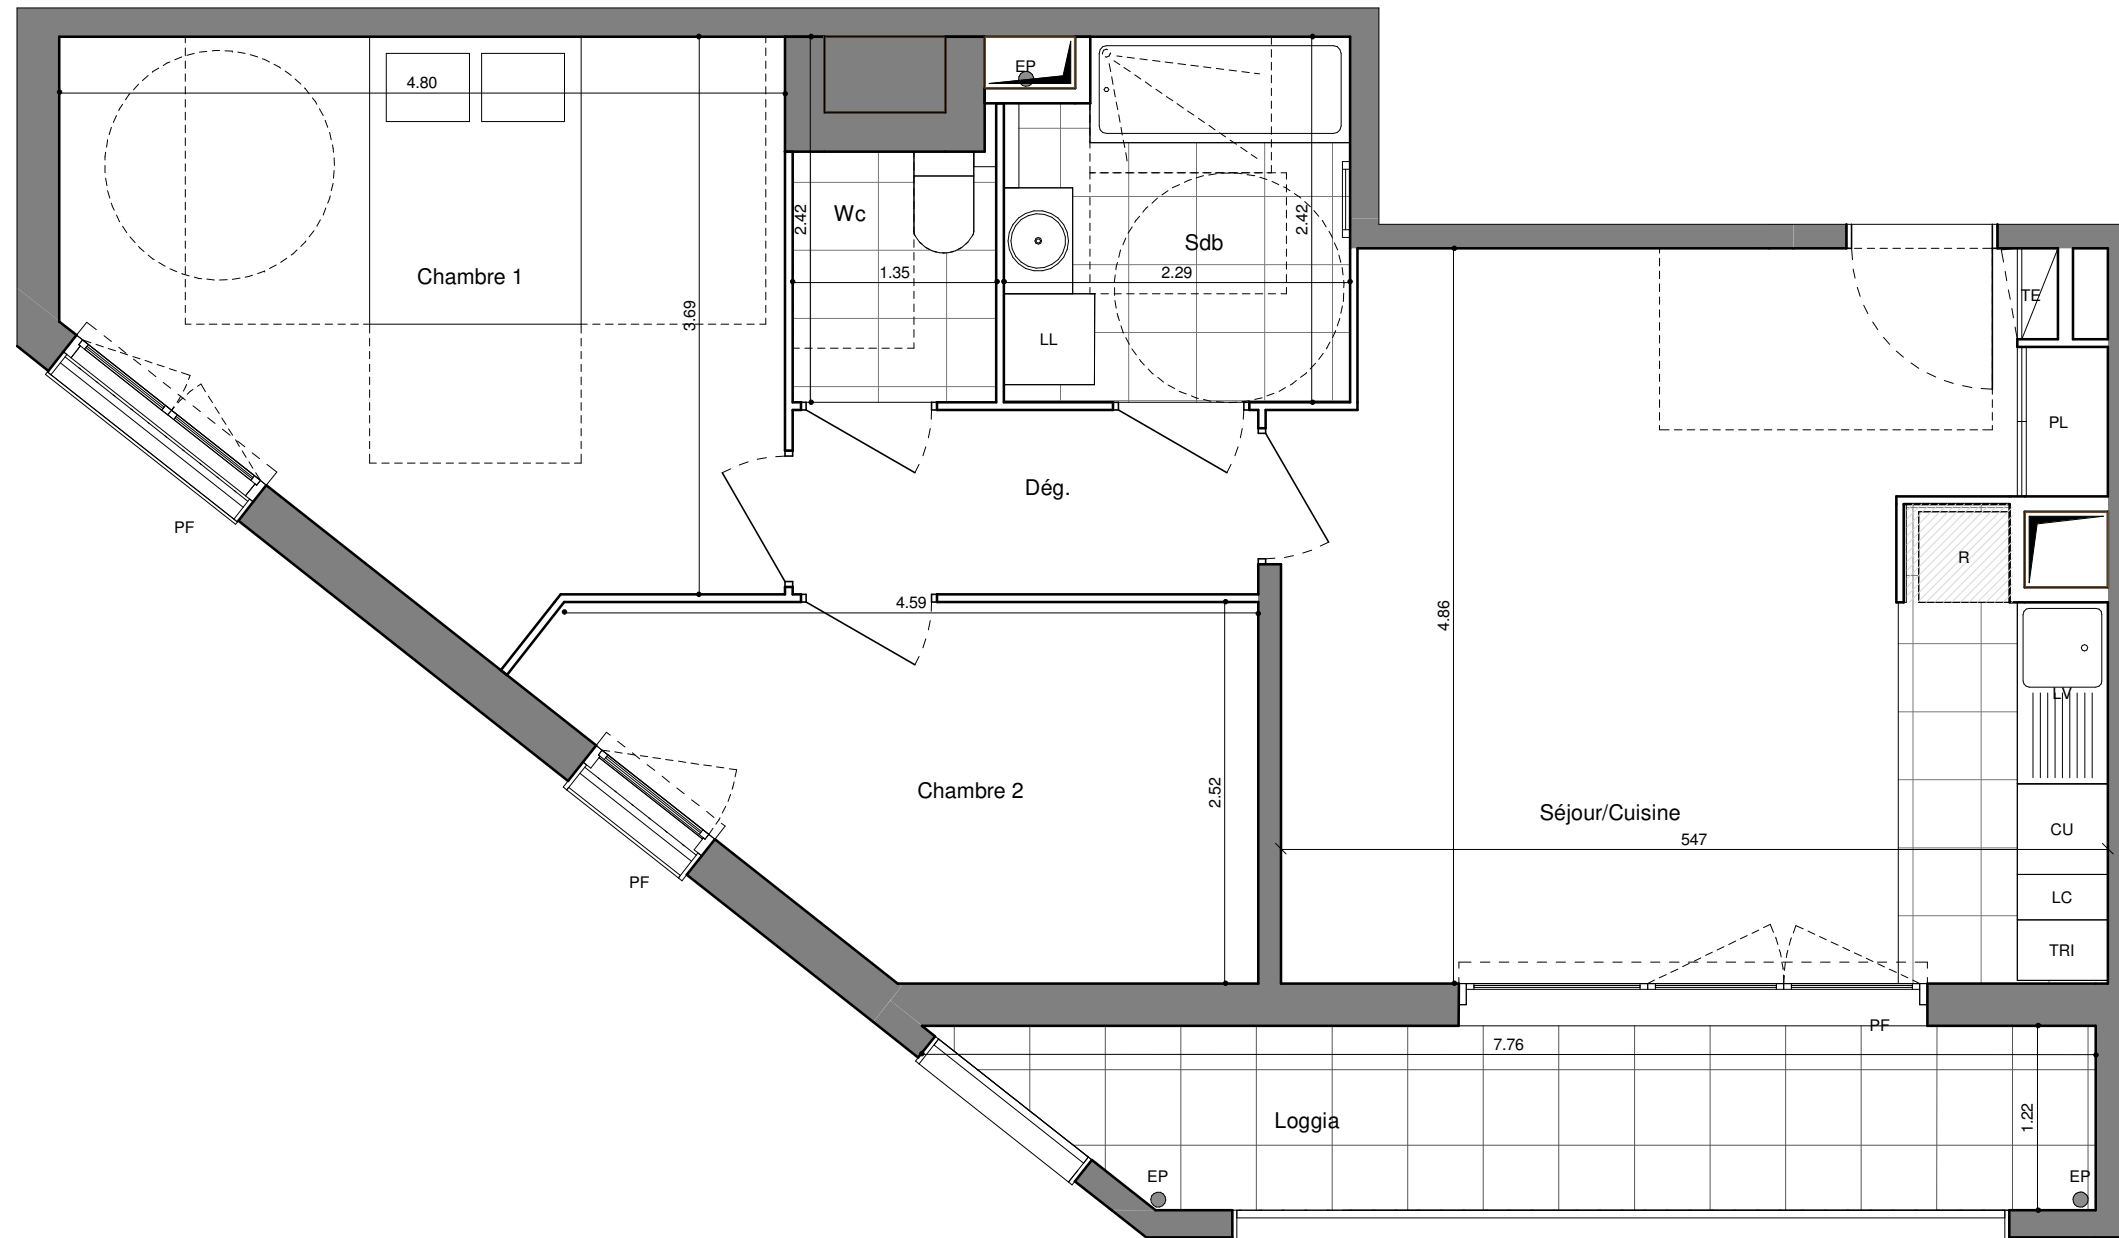 EP
4.80
Wc
2.42
2.42
Sdb
1.35
2.29
Chambre 1
TE
3.69
LL
PL
Dég.
PF
R
4.59
4.86
LV
Chambre 2
2.52
Séjour/Cuisine
547
CU
PF
LC
TRI
PF
7.76
Loggia
1.22
EP
EP